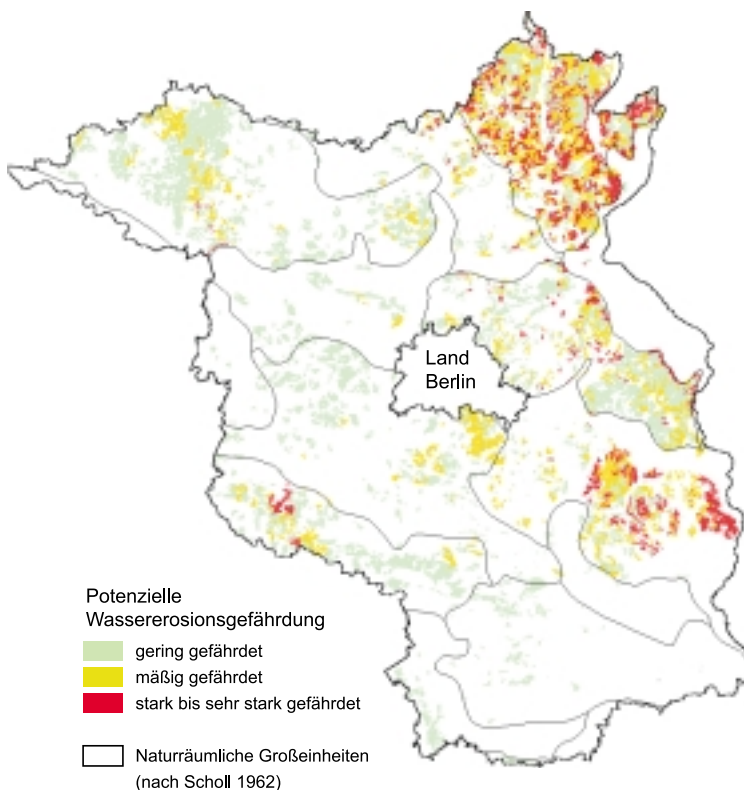 Land
Berlin
Potenzielle
Wassererosionsgefährdung
gering gefährdet
mäßig gefährdet
stark bis sehr stark gefährdet
Naturräumliche Großeinheiten
(nach Scholl 1962)